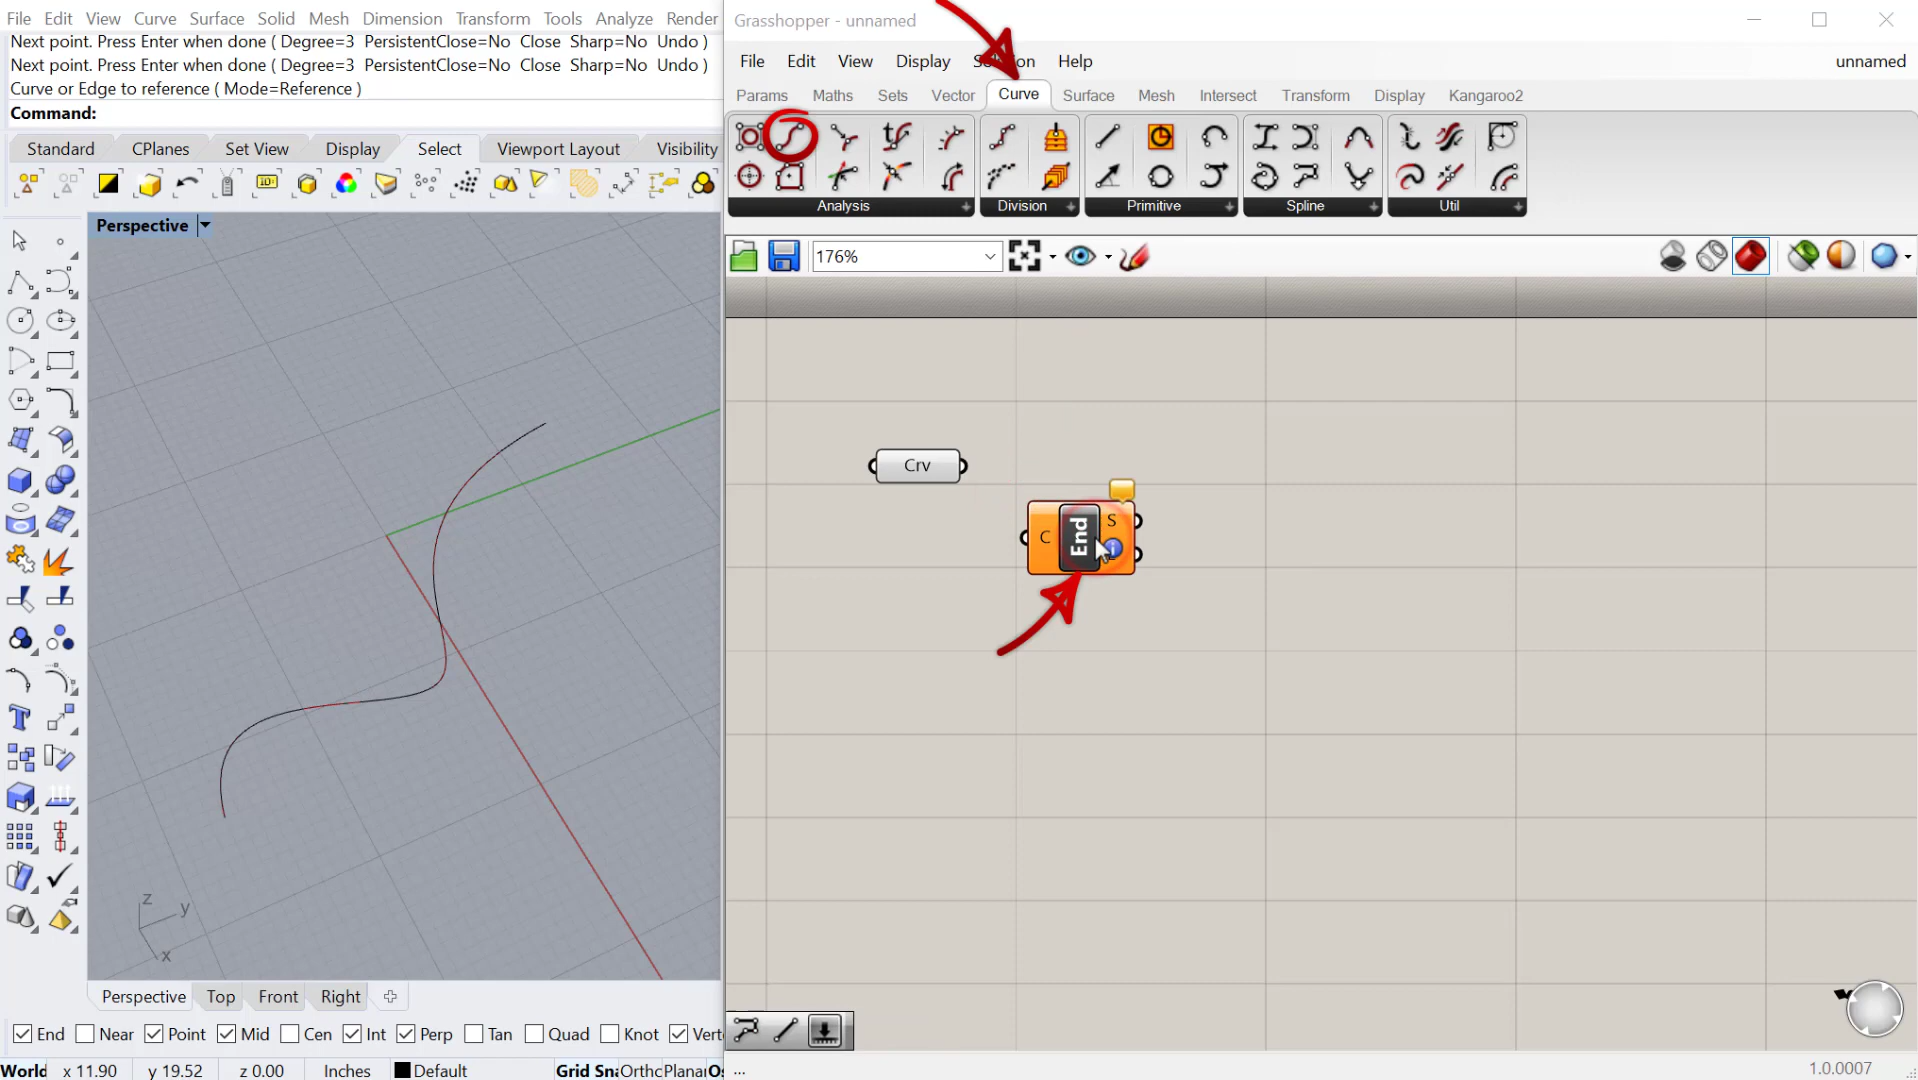 File Edit View Curve Surface Solid Mesh Dimension Transform Tools Analyze Render
Next point. Press Enter when done ( Degree=3 PersistentClose=No Close Sharp=No Undo )
Next point. Press Enter when done ( Degree=3 PersistentClose=No Close Sharp=No Undo )
Curve or Edge to reference ( Mode=Reference )
Command:
Standard CPlanes Set View Display Select Viewport Layout Visibility
Perspective
z
y
x
Perspective Top Front Right
End Near Point Mid Cen Int Perp Tan Quad Knot Verte
World x 11.90 y 19.52 z 0.00 Inches Default Grid Sna Ortho Planar Os
Grasshopper - unnamed
File Edit View Display Help
unnamed
Params Maths Sets Vector Curve Surface Mesh Intersect Transform Display Kangaroo2
Analysis Division Primitive Spline Util
176%
Crv
C End S
...
1.0.0007